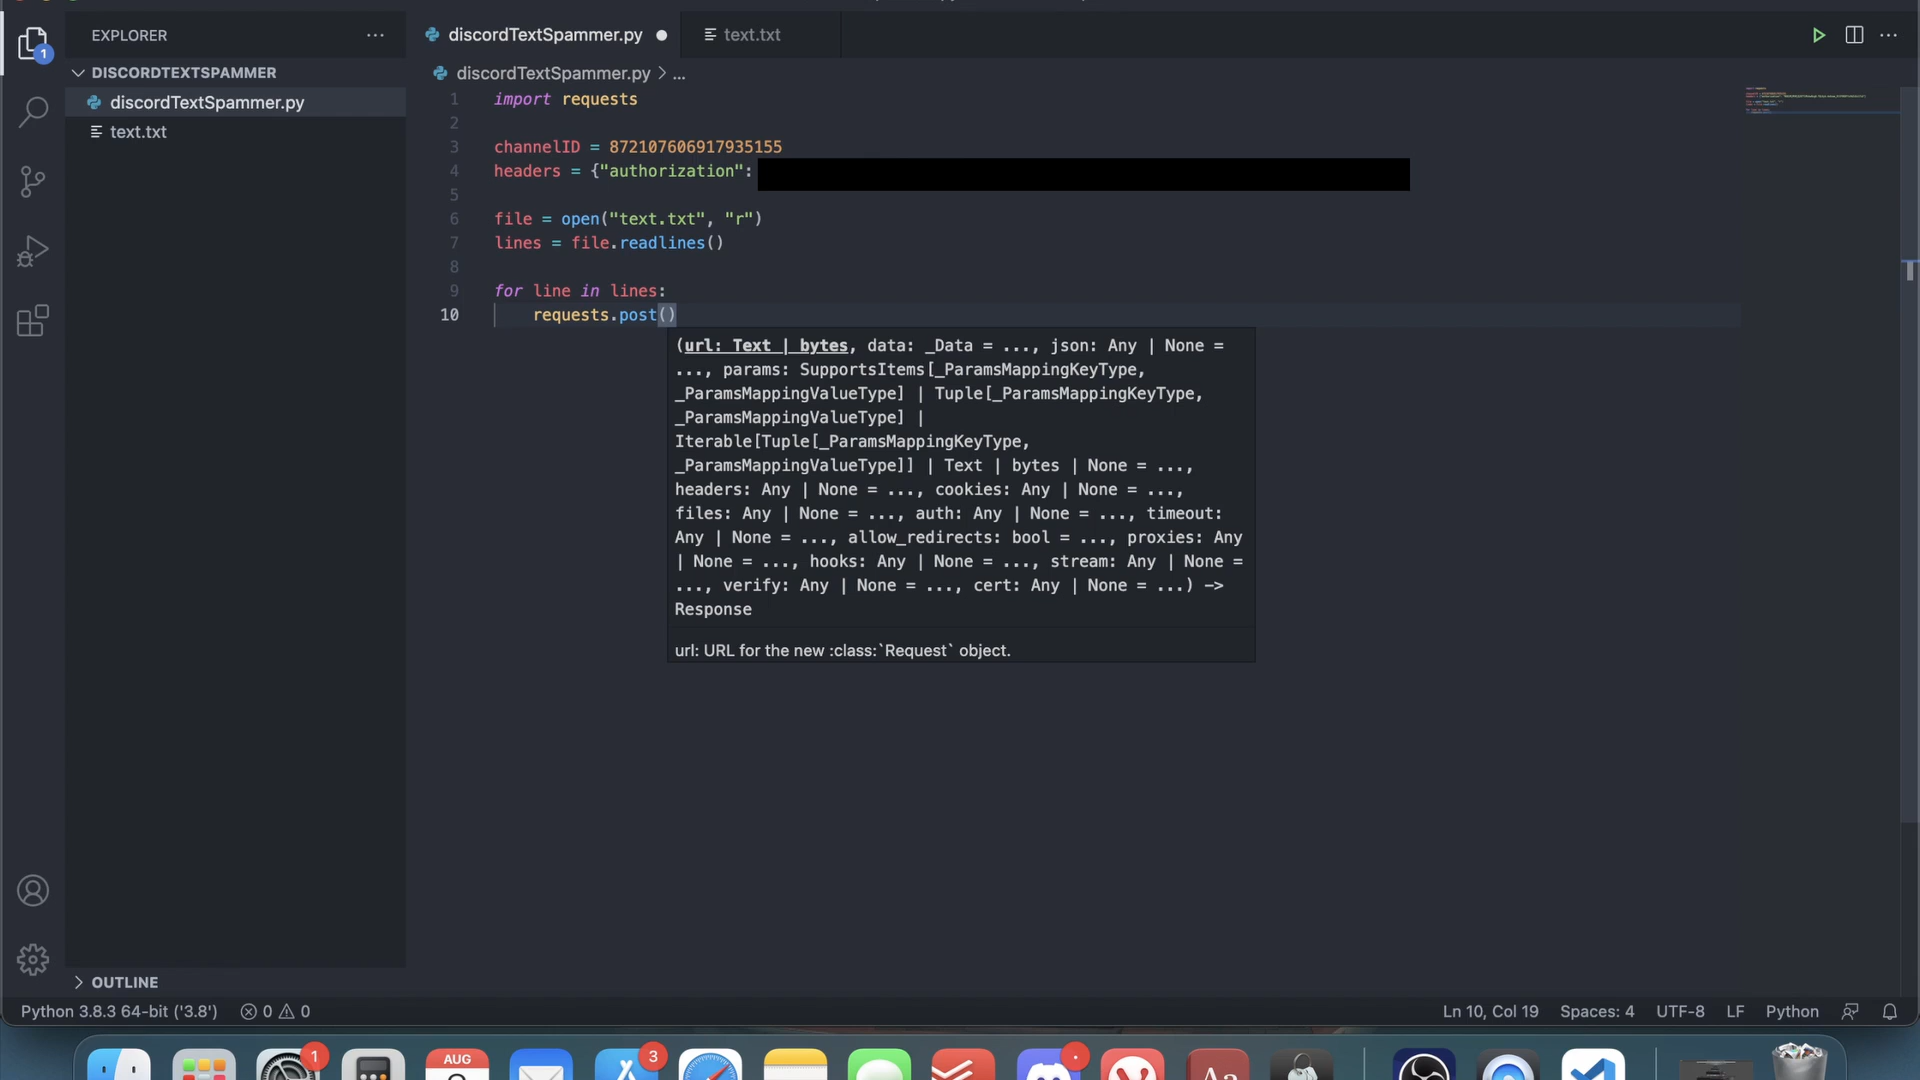 EXPLORER
1
DISCORDTEXTSPAMMER
discordTextSpammer.py
text.txt
OUTLINE
discordTextSpammer.py
text.txt
discordTextSpammer.py > ...
1 import requests
2
3 channelID = 872107606917935155
4 headers = {"authorization":
5
6 file = open("text.txt", "r")
7 lines = file.readlines()
8
9 for line in lines:
10 requests.post()
(url: Text | bytes, data: _Data = ..., json: Any | None =
..., params: SupportsItems[_ParamsMappingKeyType,
_ParamsMappingValueType] | Tuple[_ParamsMappingKeyType,
_ParamsMappingValueType] |
Iterable[Tuple[_ParamsMappingKeyType,
_ParamsMappingValueType]] | Text | bytes | None = ...,
headers: Any | None = ..., cookies: Any | None = ...,
files: Any | None = ..., auth: Any | None = ..., timeout:
Any | None = ..., allow_redirects: bool = ..., proxies: Any
| None = ..., hooks: Any | None = ..., stream: Any | None =
..., verify: Any | None = ..., cert: Any | None = ...) ->
Response
url: URL for the new :class:`Request` object.
Python 3.8.3 64-bit ('3.8') 0 0 Ln 10, Col 19 Spaces: 4 UTF-8 LF Python
1
AUG
3
Aa